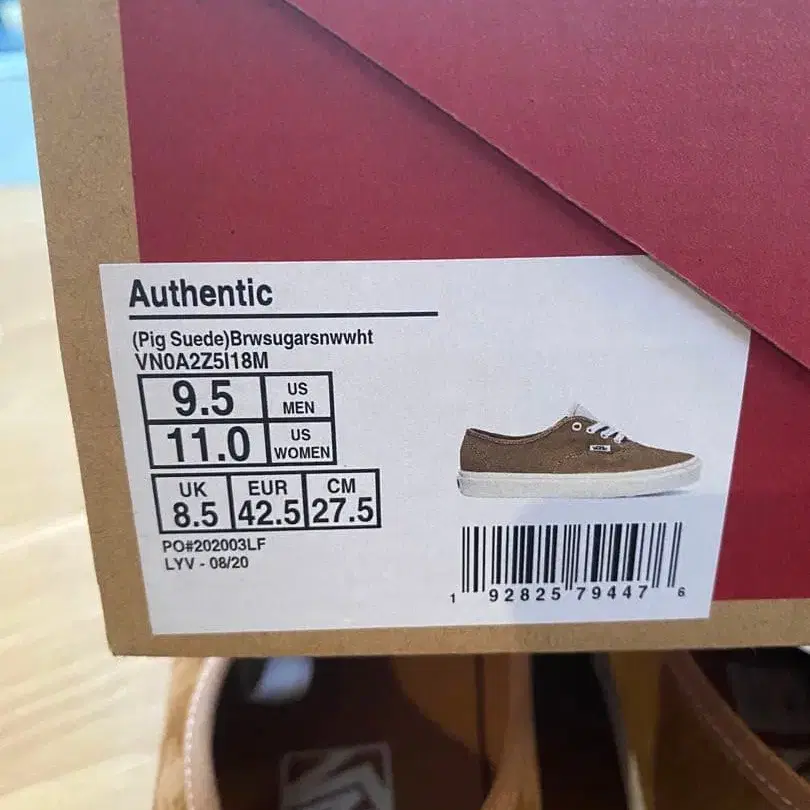 Authentic
(Pig Suede)Brwsugarsnwwht
VN0A2Z5I18M
9.5 US MEN
11.0 US WOMEN
UK EUR CM
8.5 42.5 27.5
PO#202003LF
LYV - 08/20
1 92825 79447 6